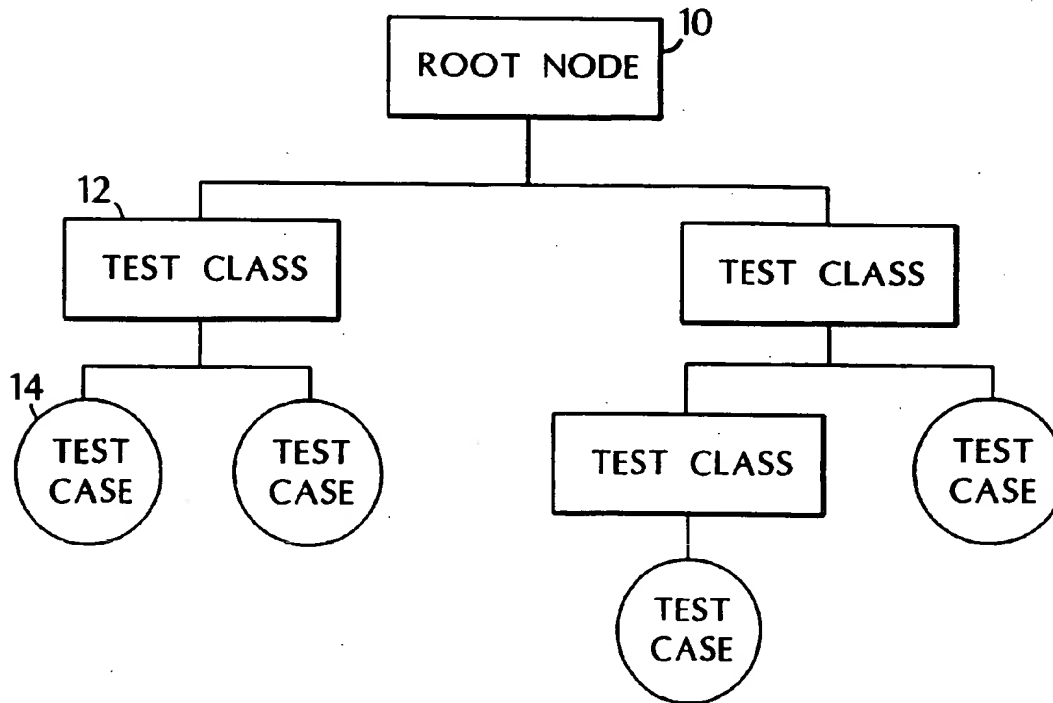 10
ROOT NODE
12
TEST CLASS
TEST CLASS
14
TEST
CASE
TEST
CASE
TEST CLASS
TEST
CASE
TEST
CASE